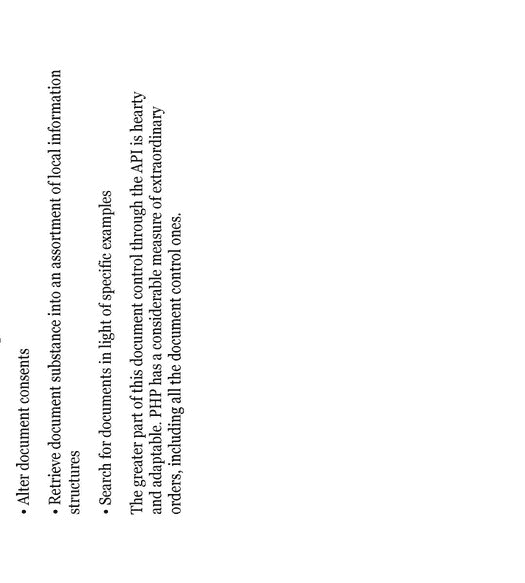 • Alter document consents
• Retrieve document substance into an assortment of local information
structures
• Search for documents in light of specific examples
The greater part of this document control through the API is hearty
and adaptable. PHP has a considerable measure of extraordinary
orders, including all the document control ones.